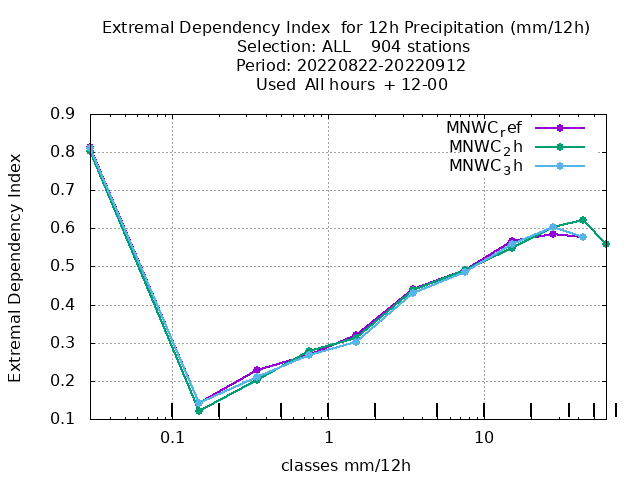 Extremal Dependency Index  for 12h Precipitation (mm/12h)
Selection: ALL    904 stations
Period: 20220822-20220912
Used  All hours  + 12-00
MNWC_ref
MNWC_2h
MNWC_3h
Extremal Dependency Index
0.9
0.8
0.7
0.6
0.5
0.4
0.3
0.2
0.1
0.1 1 10
classes mm/12h